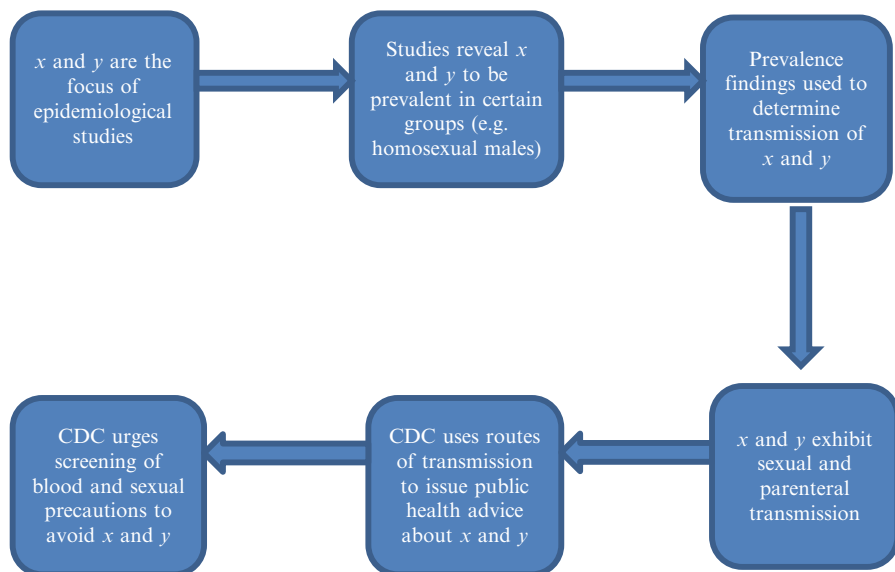 x and y are the
focus of
epidemiological
studies
Studies reveal x
and y to be
prevalent in certain
groups (e.g.
homosexual males)
Prevalence
findings used to
determine
transmission of
x and y
x and y exhibit
sexual and
parenteral
transmission
CDC uses routes
of transmission
to issue public
health advice
about x and y
CDC urges
screening of
blood and sexual
precautions to
avoid x and y